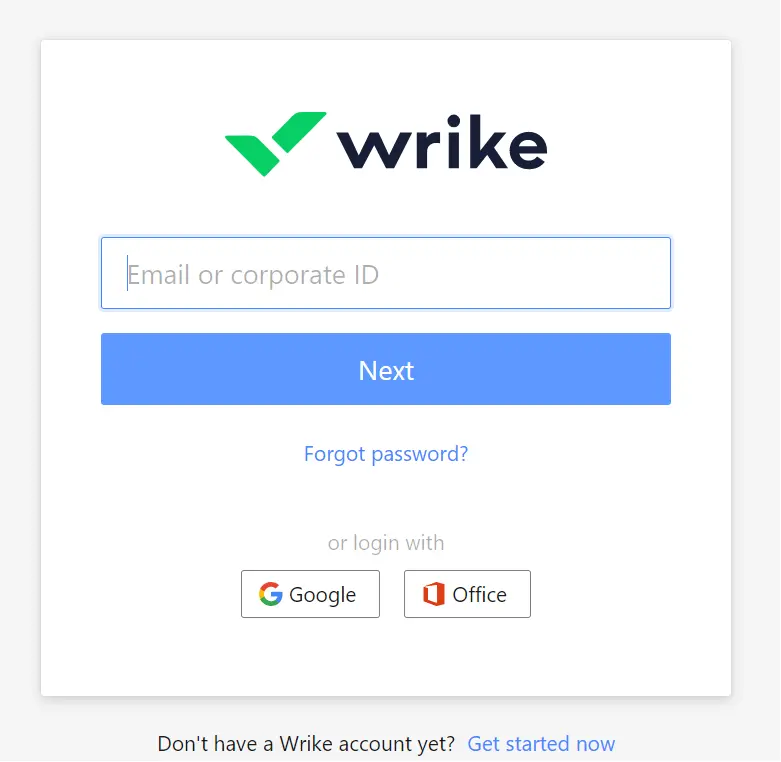 wrike
Email or corporate ID
Next
Forgot password?
or login with
Google
Office
Don't have a Wrike account yet? Get started now